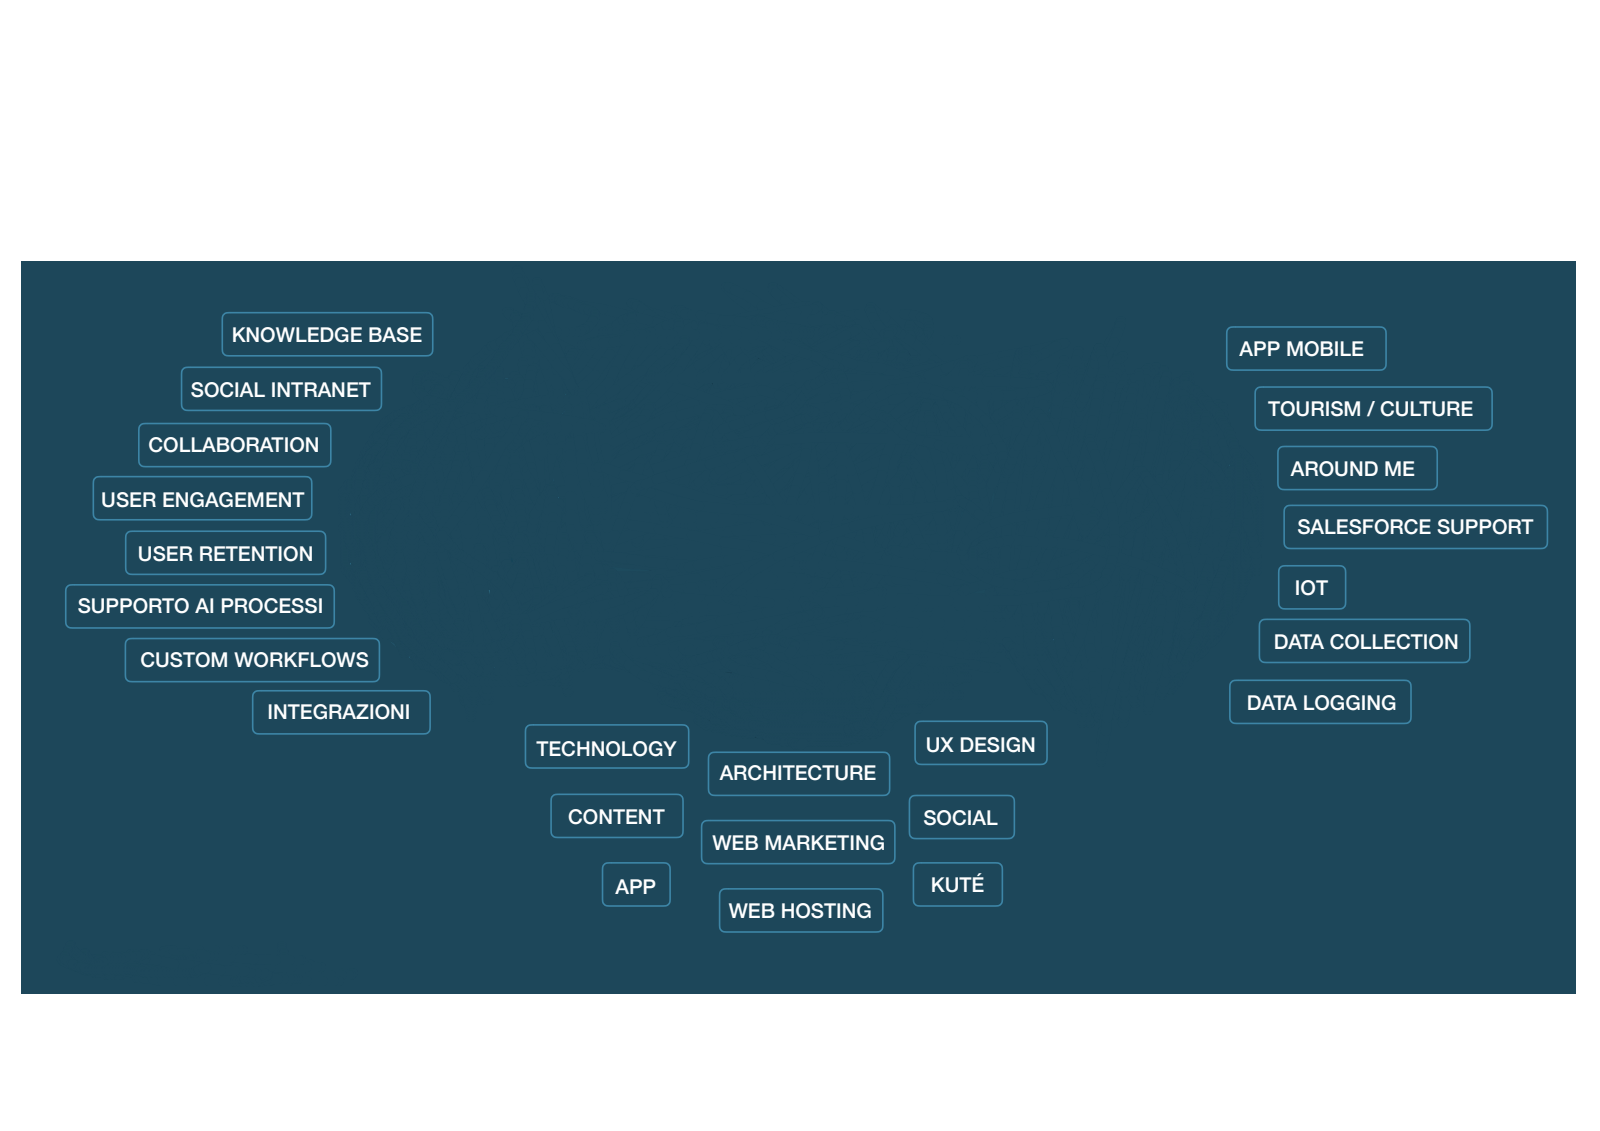 KNOWLEDGE BASE
SOCIAL INTRANET
COLLABORATION
USER ENGAGEMENT
USER RETENTION
SUPPORTO AI PROCESSI
CUSTOM WORKFLOWS
INTEGRAZIONI
TECHNOLOGY
CONTENT
APP
ARCHITECTURE
WEB MARKETING
WEB HOSTING
UX DESIGN
SOCIAL
KUTÉ
APP MOBILE
TOURISM / CULTURE
AROUND ME
SALESFORCE SUPPORT
IOT
DATA COLLECTION
DATA LOGGING